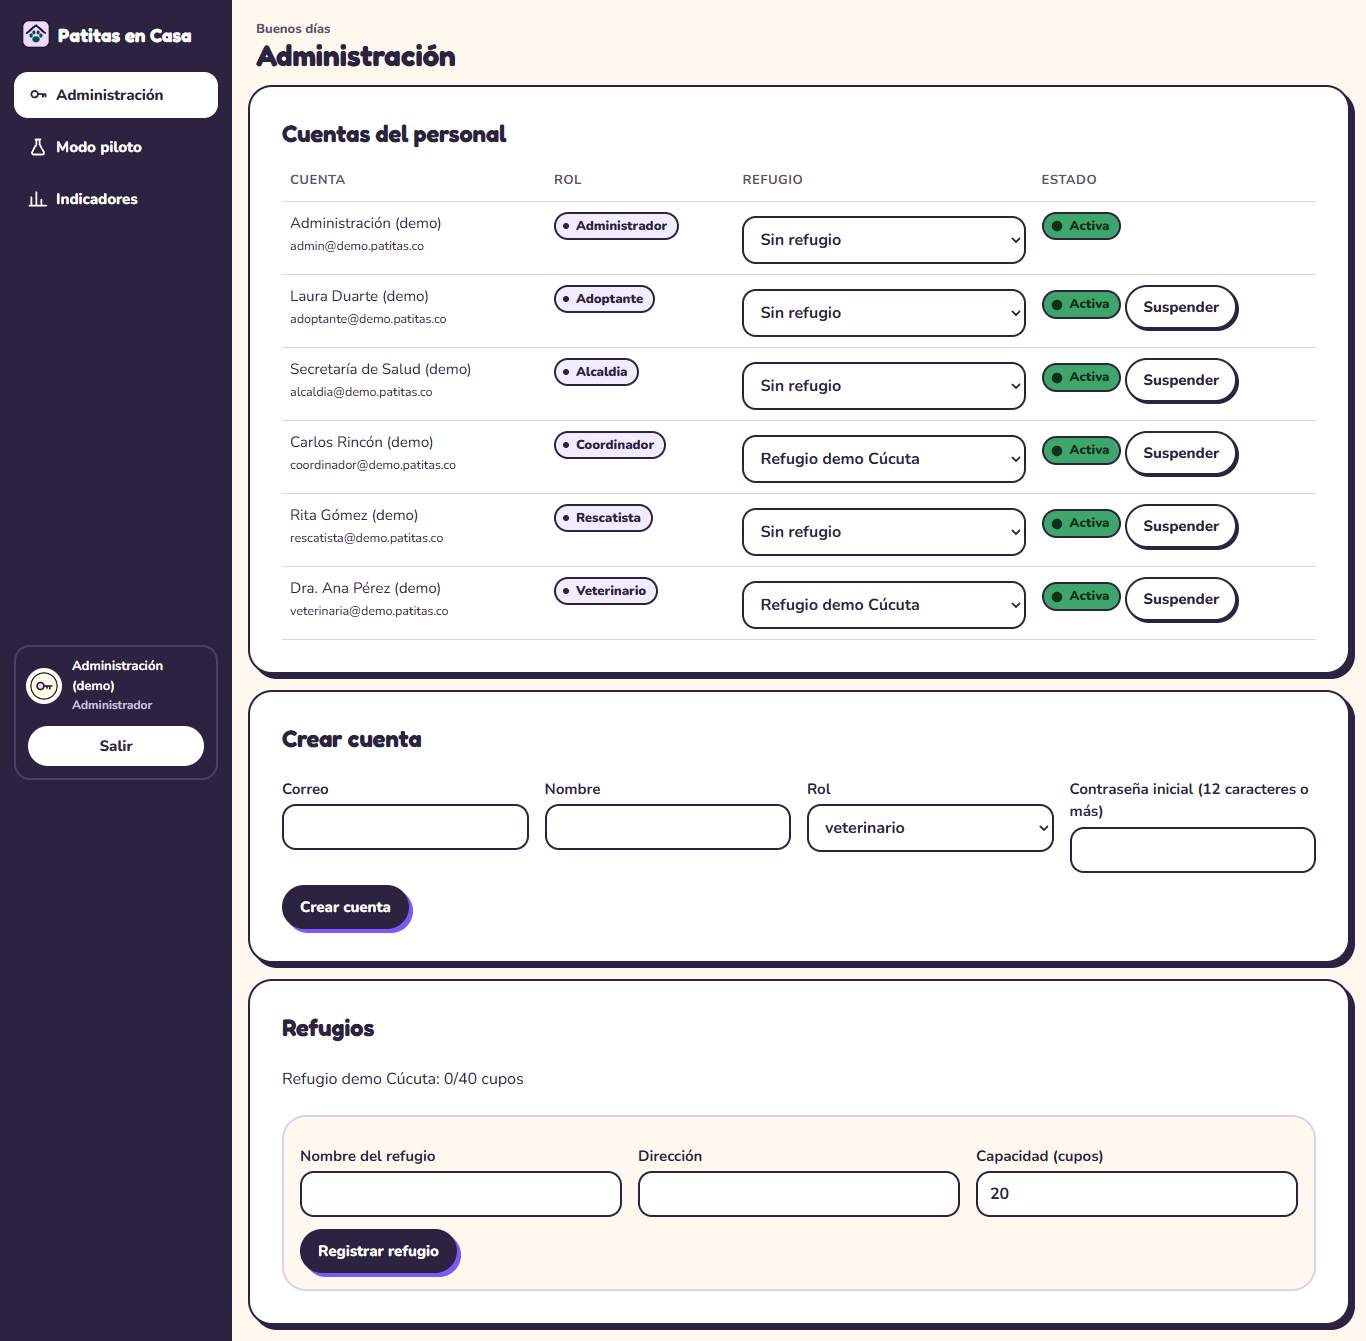 Patitas en Casa
Administración
Modo piloto
Indicadores
Administración
(demo)
Administrador
Salir
Buenos días
Administración
Cuentas del personal
CUENTA ROL REFUGIO ESTADO
Administración (demo)
admin@demo.patitas.co
Administrador
Sin refugio
Activa
Laura Duarte (demo)
adoptante@demo.patitas.co
Adoptante
Sin refugio
Activa
Suspender
Secretaría de Salud (demo)
alcaldia@demo.patitas.co
Alcaldia
Sin refugio
Activa
Suspender
Carlos Rincón (demo)
coordinador@demo.patitas.co
Coordinador
Refugio demo Cúcuta
Activa
Suspender
Rita Gómez (demo)
rescatista@demo.patitas.co
Rescatista
Sin refugio
Activa
Suspender
Dra. Ana Pérez (demo)
veterinaria@demo.patitas.co
Veterinario
Refugio demo Cúcuta
Activa
Suspender
Crear cuenta
Correo
Nombre
Rol
veterinario
Contraseña inicial (12 caracteres o
más)
Crear cuenta
Refugios
Refugio demo Cúcuta: 0/40 cupos
Nombre del refugio
Dirección
Capacidad (cupos)
20
Registrar refugio